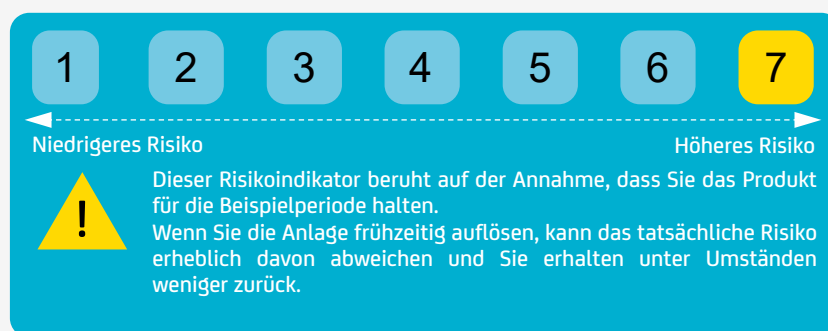 1 2 3 4 5 6 7
Niedrigeres Risiko Höheres Risiko
!
Dieser Risikoindikator beruht auf der Annahme, dass Sie das Produkt
für die Beispielperiode halten.
Wenn Sie die Anlage frühzeitig auflösen, kann das tatsächliche Risiko
erheblich davon abweichen und Sie erhalten unter Umständen
weniger zurück.